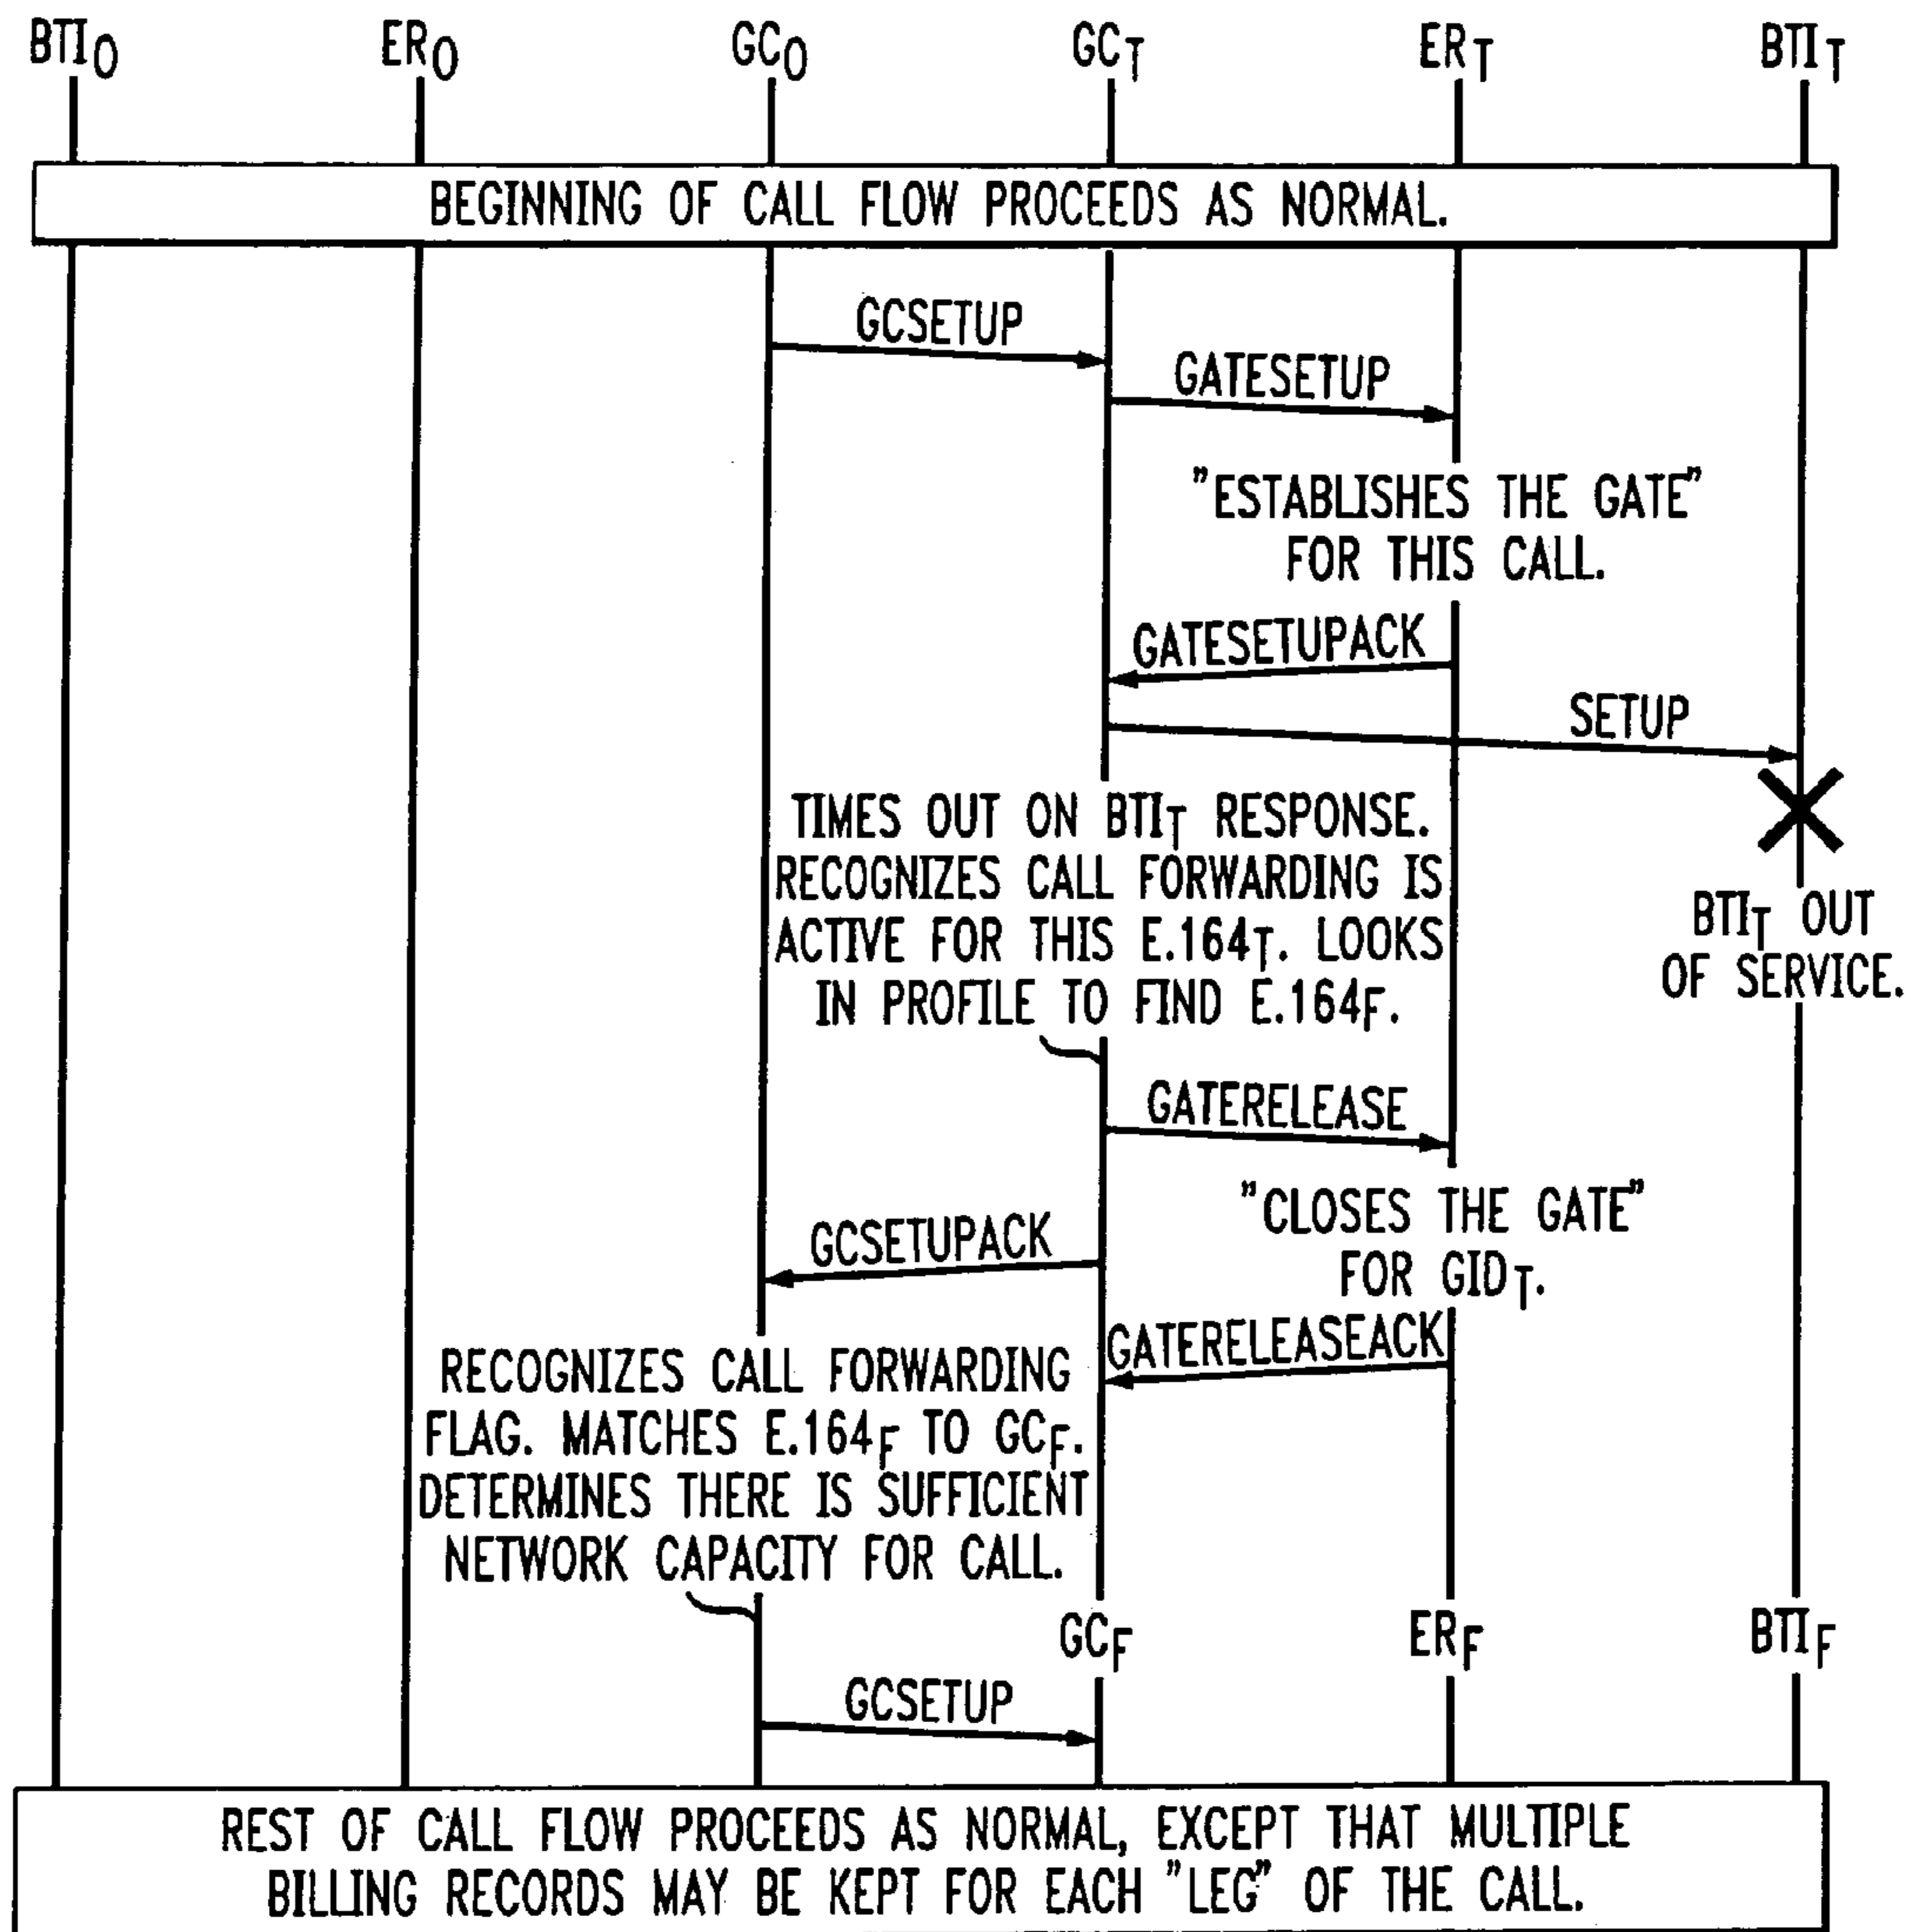 BTIO ERO GCO GCT ERT BTIT
BEGINNING OF CALL FLOW PROCEEDS AS NORMAL.
GCSETUP
GATESETUP
"ESTABLISHES THE GATE"
FOR THIS CALL.
GATESETUPACK
SETUP
TIMES OUT ON BTIT RESPONSE.
RECOGNIZES CALL FORWARDING IS
ACTIVE FOR THIS E.164T. LOOKS
IN PROFILE TO FIND E.164F.
BTIT OUT
OF SERVICE.
GATERELEASE
"CLOSES THE GATE"
FOR GIDT.
GCSETUPACK
GATERELEASEACK
RECOGNIZES CALL FORWARDING
FLAG. MATCHES E.164F TO GCF.
DETERMINES THERE IS SUFFICIENT
NETWORK CAPACITY FOR CALL.
GCF ERF BTIF
GCSETUP
REST OF CALL FLOW PROCEEDS AS NORMAL, EXCEPT THAT MULTIPLE
BILLING RECORDS MAY BE KEPT FOR EACH "LEG" OF THE CALL.